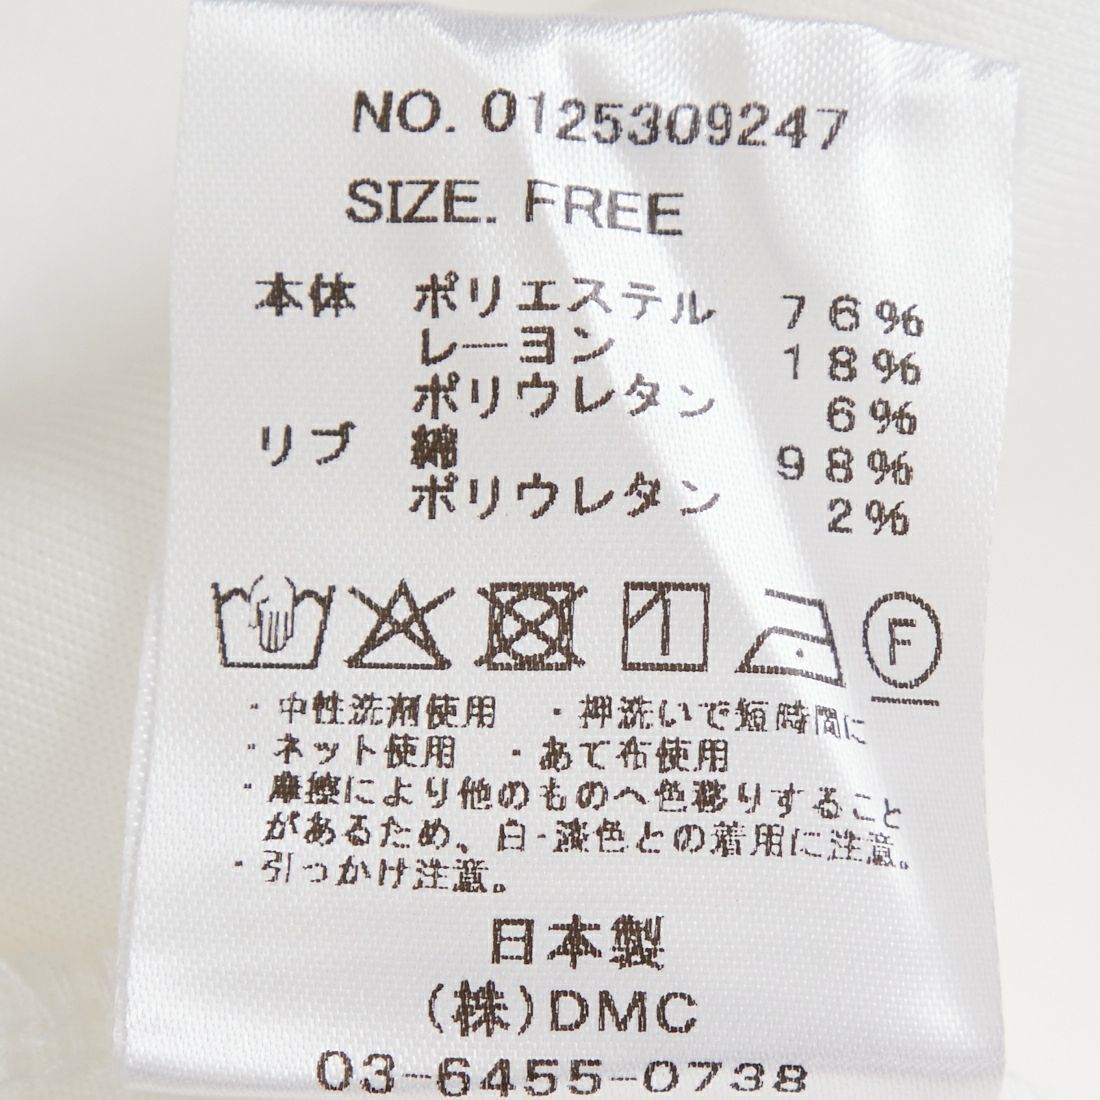 NO. 0125309247
SIZE. FREE
本体 ポリエステル 76%
レーヨン 18%
ポリウレタン 6%
リブ 綿 98%
ポリウレタン 2%
F
・中性洗剤使用 ・押洗いで短時間に
・ネット使用 ・あて布使用
・摩擦により他のものへ色移りすること
があるため、白・淡色との着用に注意。
・引っかけ注意。
日本製
(株)DMC
03-6455-0738